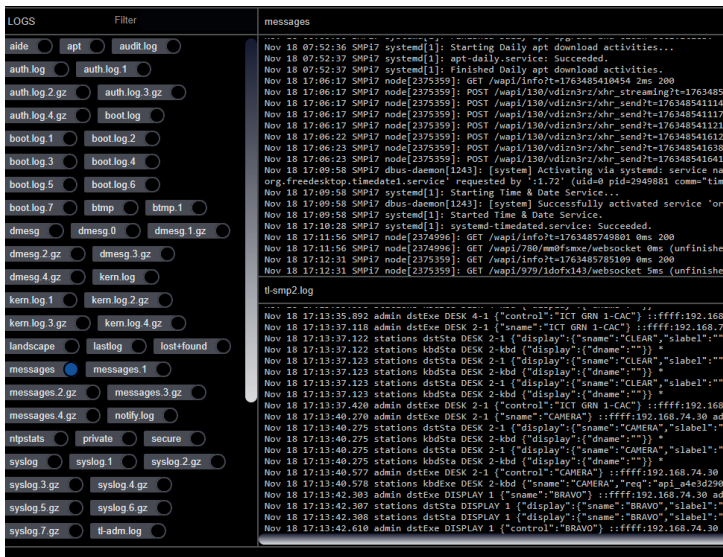 LOGS
Filter
aide apt audit.log
auth.log auth.log.1
auth.log.2.gz auth.log.3.gz
auth.log.4.gz boot.log
boot.log.1 boot.log.2
boot.log.3 boot.log.4
boot.log.5 boot.log.6
boot.log.7 btmp btmp.1
dmesg dmesg.0 dmesg.1.gz
dmesg.2.gz dmesg.3.gz
dmesg.4.gz kern.log
kern.log.1 kern.log.2.gz
kern.log.3.gz kern.log.4.gz
landscape lastlog lost+found
messages messages.1
messages.2.gz messages.3.gz
messages.4.gz notify.log
ntpstats private secure
syslog syslog.1 syslog.2.gz
syslog.3.gz syslog.4.gz
syslog.5.gz syslog.6.gz
syslog.7.gz tl-adm.log
messages
Nov 18 07:52:36 SMPi7 systemd[1]: Starting Daily apt download activities...
Nov 18 07:52:37 SMPi7 systemd[1]: apt-daily.service: Succeeded.
Nov 18 07:52:37 SMPi7 systemd[1]: Finished Daily apt download activities.
Nov 18 17:06:17 SMPi7 node[2375359]: GET /wapi/info?t=1763485410454 2ms 200
Nov 18 17:06:17 SMPi7 node[2375359]: POST /wapi/130/vdizn3rz/xhr_streaming?t=1763485
Nov 18 17:06:17 SMPi7 node[2375359]: POST /wapi/130/vdizn3rz/xhr_send?t=176348541114
Nov 18 17:06:17 SMPi7 node[2375359]: POST /wapi/130/vdizn3rz/xhr_send?t=176348541117
Nov 18 17:06:17 SMPi7 node[2375359]: POST /wapi/130/vdizn3rz/xhr_send?t=176348541121
Nov 18 17:06:22 SMPi7 node[2375359]: POST /wapi/130/vdizn3rz/xhr_send?t=176348541612
Nov 18 17:06:23 SMPi7 node[2375359]: POST /wapi/130/vdizn3rz/xhr_send?t=176348541638
Nov 18 17:06:23 SMPi7 node[2375359]: POST /wapi/130/vdizn3rz/xhr_send?t=176348541641
Nov 18 17:09:58 SMPi7 dbus-daemon[1243]: [system] Activating via systemd: service na
org.freedesktop.timedate1.service' requested by ':1.72' (uid=0 pid=2949881 comm="tim
Nov 18 17:09:58 SMPi7 systemd[1]: Starting Time & Date Service...
Nov 18 17:09:58 SMPi7 dbus-daemon[1243]: [system] Successfully activated service 'or
Nov 18 17:09:58 SMPi7 systemd[1]: Started Time & Date Service.
Nov 18 17:10:28 SMPi7 systemd[1]: systemd-timedated.service: Succeeded.
Nov 18 17:11:56 SMPi7 node[2374996]: GET /wapi/info?t=1763485749801 0ms 200
Nov 18 17:11:56 SMPi7 node[2374996]: GET /wapi/780/mm0fsmxe/websocket 0ms (unfinishe
Nov 18 17:12:31 SMPi7 node[2375359]: GET /wapi/info?t=1763485785109 0ms 200
Nov 18 17:12:31 SMPi7 node[2375359]: GET /wapi/979/1dofx143/websocket 5ms (unfinishe
tl-smp2.log
Nov 18 17:13:35.892 admin dstExe DESK 4-1 {"control":"ICT GRN 1-CAC"} ::ffff:192.168
Nov 18 17:13:37.118 admin dstExe DESK 2-1 {"sname":"ICT GRN 1-CAC"} ::ffff:192.168.7
Nov 18 17:13:37.122 stations dstSta DESK 2-1 {"display":{"sname":"CLEAR","slabel":""
Nov 18 17:13:37.122 stations kbdSta DESK 2-kbd {"display":{"dname":""}} *
Nov 18 17:13:37.123 stations dstSta DESK 2-1 {"display":{"sname":"CLEAR","slabel":""
Nov 18 17:13:37.123 stations kbdSta DESK 2-kbd {"display":{"dname":""}} *
Nov 18 17:13:37.123 stations dstSta DESK 2-1 {"display":{"sname":"CLEAR","slabel":""
Nov 18 17:13:37.123 stations kbdSta DESK 2-kbd {"display":{"dname":""}} *
Nov 18 17:13:37.420 admin dstExe DESK 2-1 {"control":"ICT GRN 1-CAC"} ::ffff:192.168
Nov 18 17:13:40.270 admin dstExe DESK 2-1 {"sname":"CAMERA"} ::ffff:192.168.74.30 ad
Nov 18 17:13:40.275 stations dstSta DESK 2-1 {"display":{"sname":"CAMERA","slabel":"
Nov 18 17:13:40.275 stations kbdSta DESK 2-kbd {"display":{"dname":""}} *
Nov 18 17:13:40.275 stations dstSta DESK 2-1 {"display":{"sname":"CAMERA","slabel":"
Nov 18 17:13:40.275 stations kbdSta DESK 2-kbd {"display":{"dname":""}} *
Nov 18 17:13:40.577 admin dstExe DESK 2-1 {"control":"CAMERA"} ::ffff:192.168.74.30
Nov 18 17:13:40.578 stations kbdExe DESK 2-kbd {"sname":"CAMERA","req":"api_a4e3d290
Nov 18 17:13:42.303 admin dstExe DISPLAY 1 {"sname":"BRAVO"} ::ffff:192.168.74.30 ad
Nov 18 17:13:42.307 stations dstSta DISPLAY 1 {"display":{"sname":"BRAVO","slabel":"
Nov 18 17:13:42.308 stations dstSta DISPLAY 1 {"display":{"sname":"BRAVO","slabel":"
Nov 18 17:13:42.610 admin dstExe DISPLAY 1 {"control":"BRAVO"} ::ffff:192.168.74.30